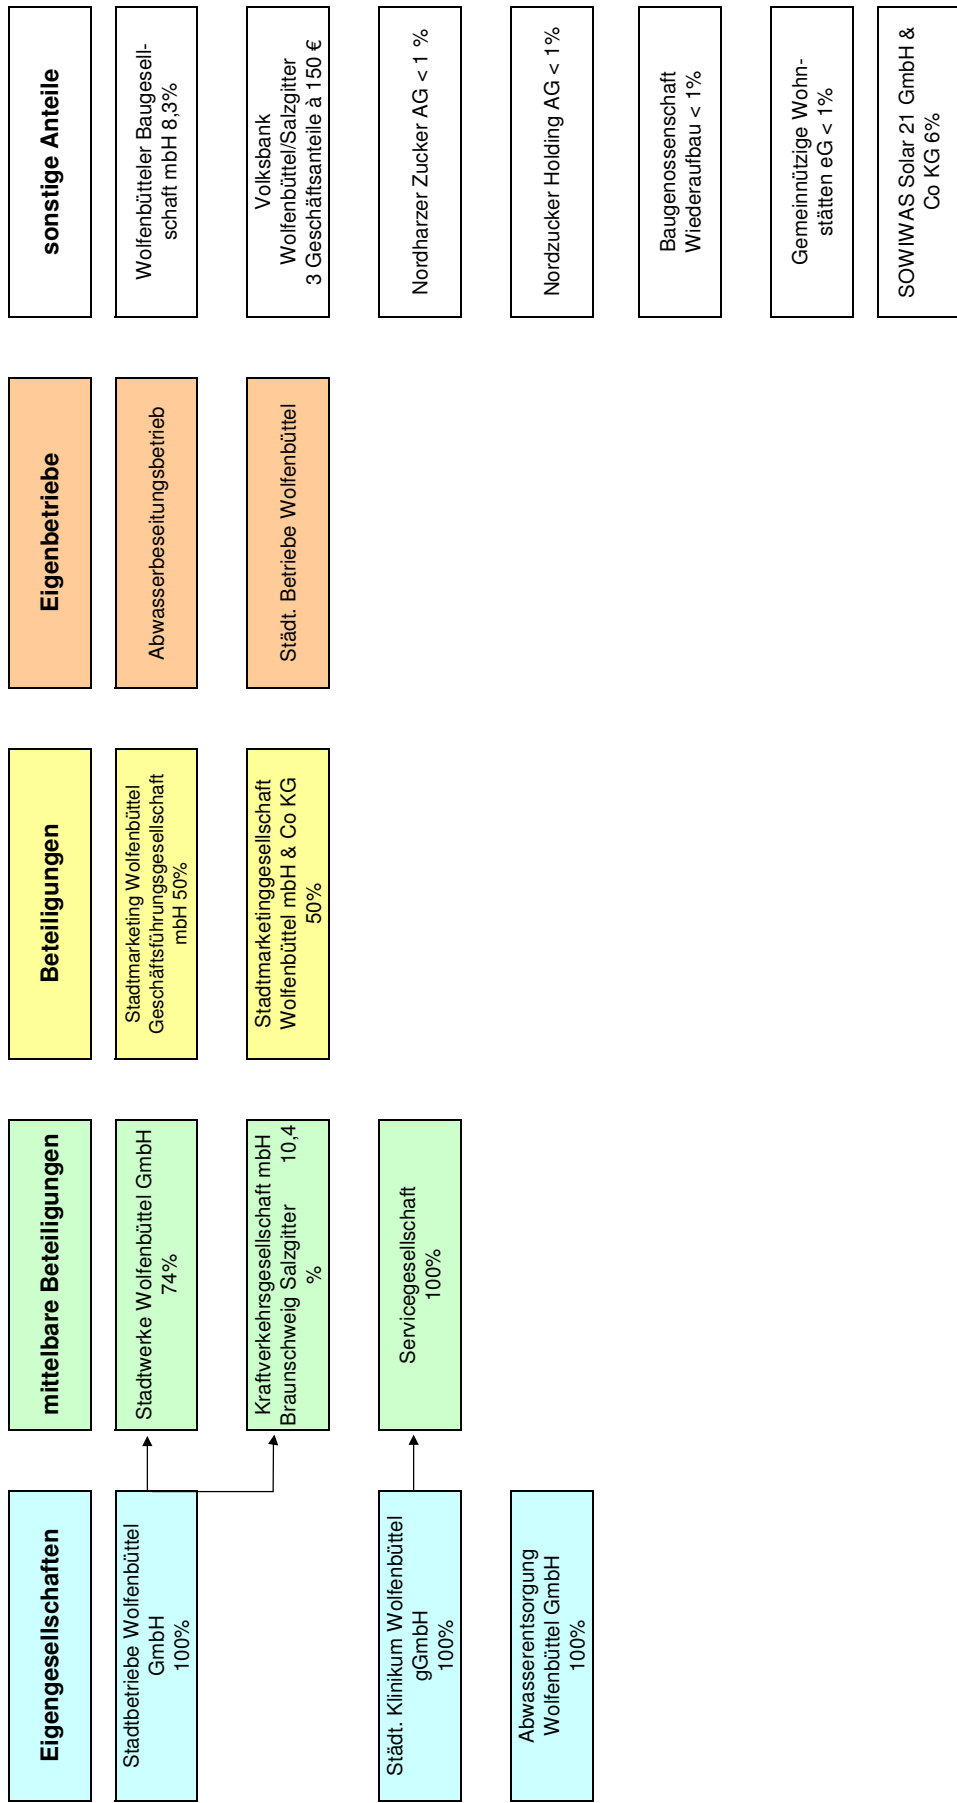 Eigengesellschaften
Stadtbetriebe Wolfenbüttel
GmbH
100%
Städt. Klinikum Wolfenbüttel
gGmbH
100%
Abwasserentsorgung
Wolfenbüttel GmbH
100%
mittelbare Beteiligungen
Stadtwerke Wolfenbüttel GmbH
74%
Kraftverkehrsgesellschaft mbH
Braunschweig Salzgitter 10,4
%
Servicegesellschaft
100%
Beteiligungen
Stadtmarketing Wolfenbüttel
Geschäftsführungsgesellschaft
mbH 50%
Stadtmarketinggesellschaft
Wolfenbüttel mbH & Co KG
50%
Eigenbetriebe
Abwasserbeseitungsbetrieb
Städt. Betriebe Wolfenbüttel
sonstige Anteile
Wolfenbütteler Baugesell-
schaft mbH 8,3%
Volksbank
Wolfenbüttel/Salzgitter
3 Geschäftsanteile à 150 €
Nordharzer Zucker AG < 1 %
Nordzucker Holding AG < 1%
Baugenossenschaft
Wiederaufbau < 1%
Gemeinnützige Wohn-
stätten eG < 1%
SOWIWAS Solar 21 GmbH &
Co KG 6%